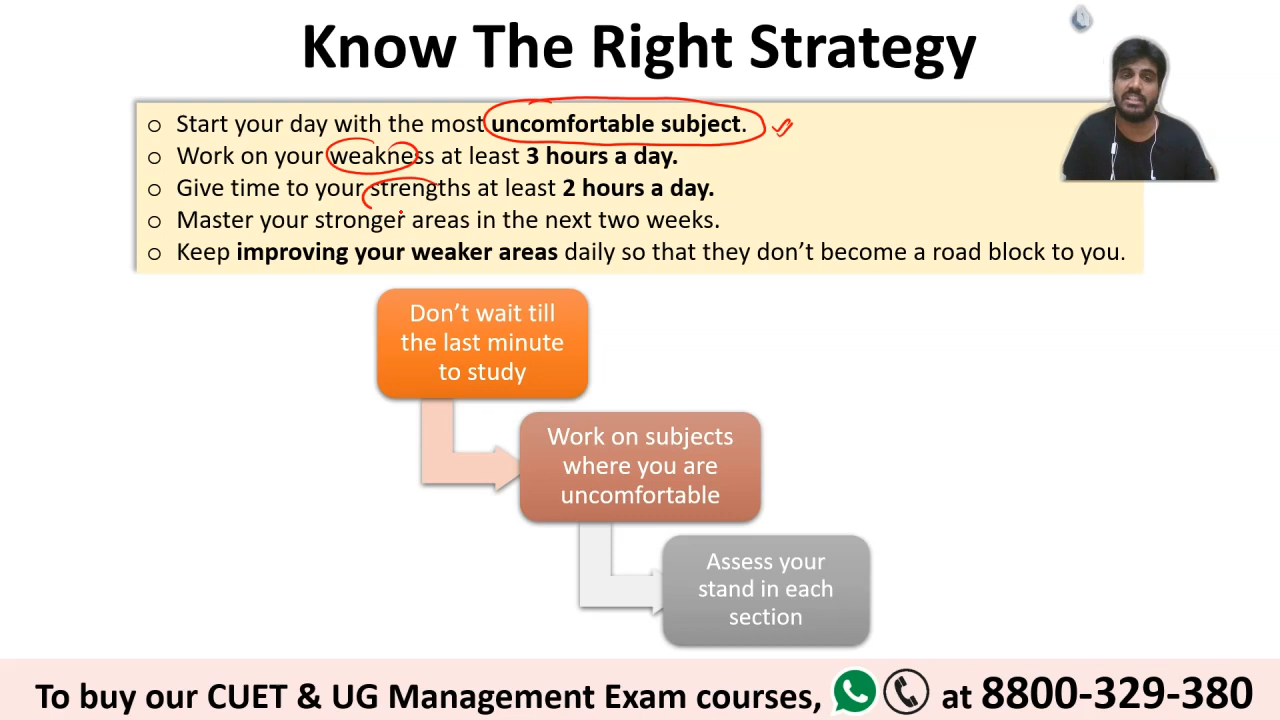 Know The Right Strategy
o Start your day with the most uncomfortable subject.
o Work on your weakness at least 3 hours a day.
o Give time to your strengths at least 2 hours a day.
o Master your stronger areas in the next two weeks.
o Keep improving your weaker areas daily so that they don’t become a road block to you.
Don’t wait till
the last minute
to study
Work on subjects
where you are
uncomfortable
Assess your
stand in each
section
To buy our CUET & UG Management Exam courses, at 8800-329-380